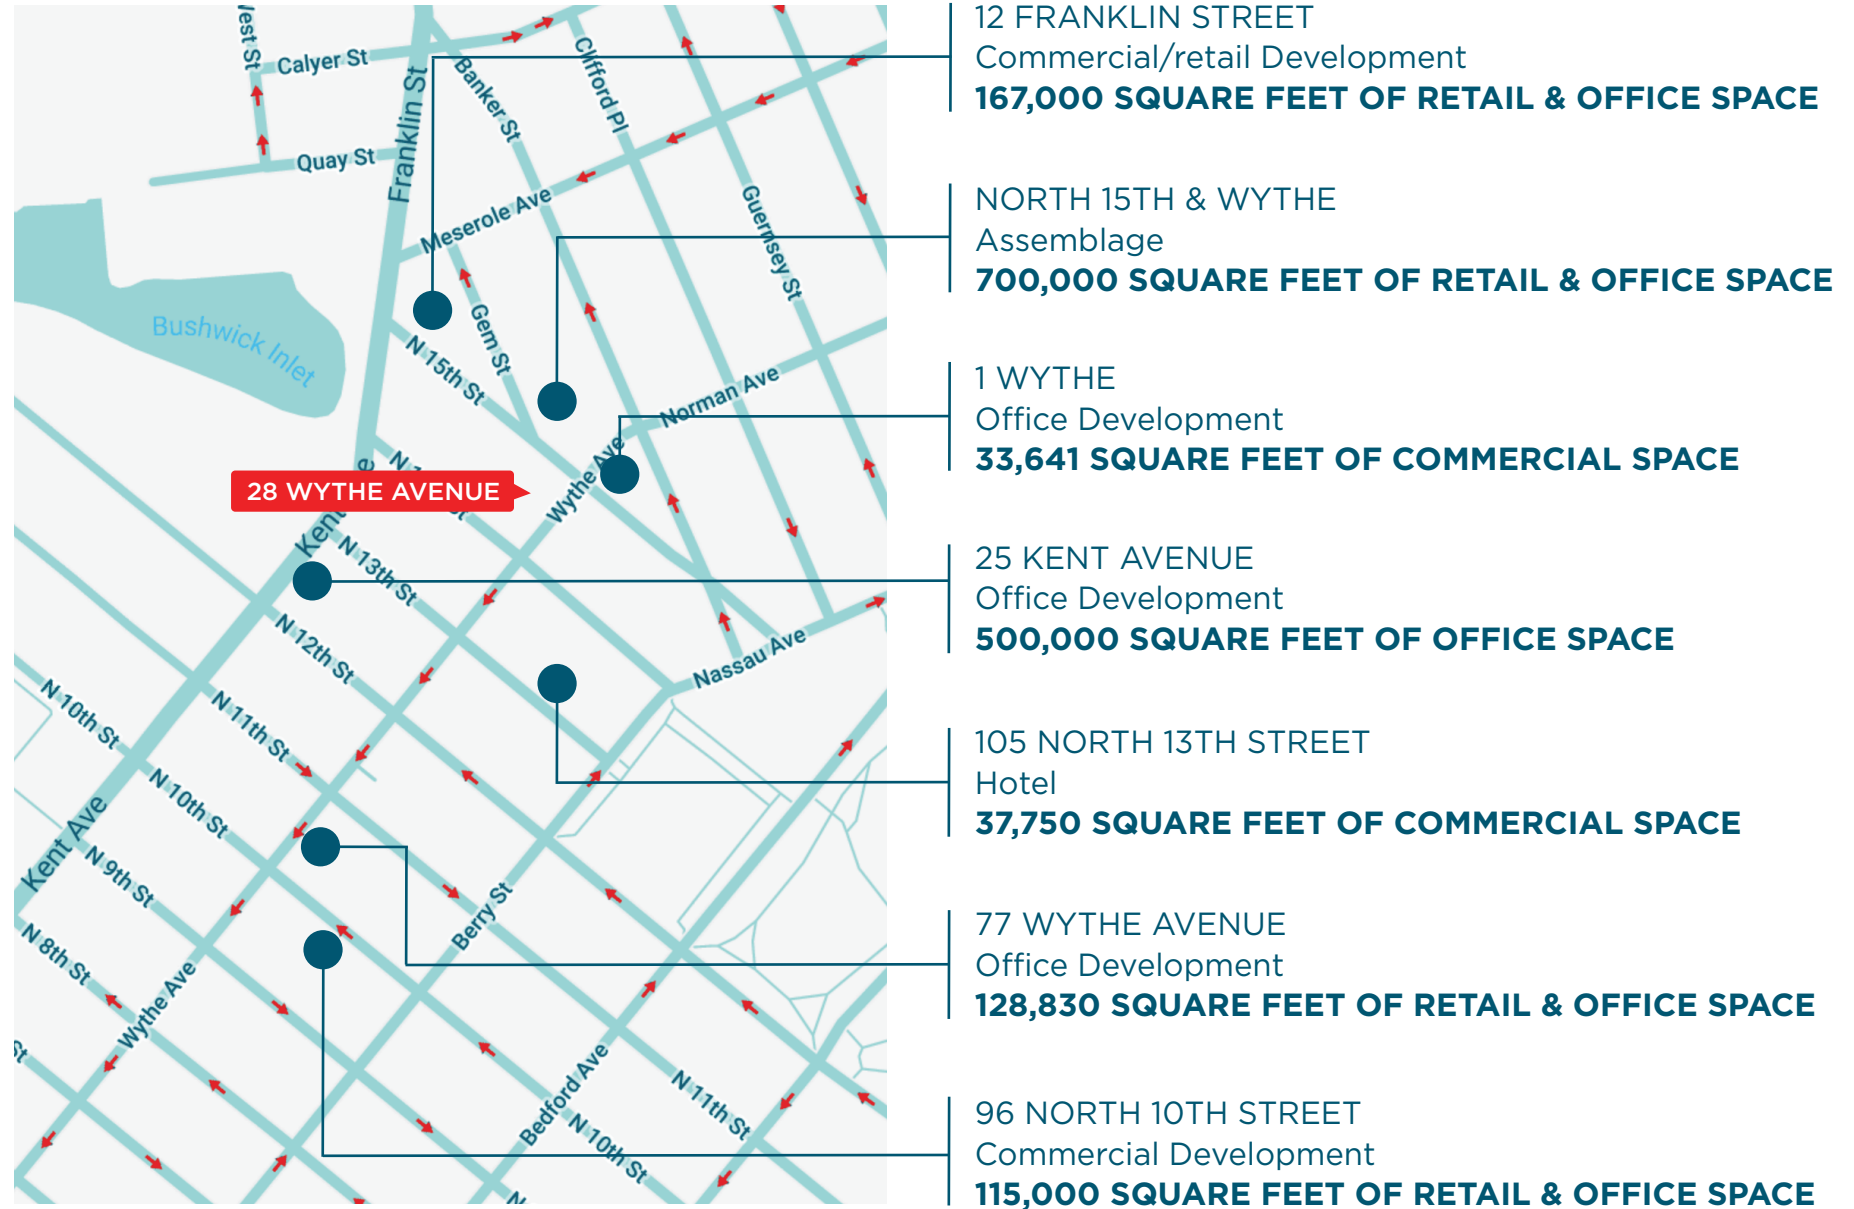 West St
Calyer St
Franklin St
Banker St
Clifford Pl
Quay St
Meserole Ave
Guernsey St
Gem St
Bushwick Inlet
N 15th St
Norman Ave
Wythe Ave
28 WYTHE AVENUE
Kent
N 13th St
N 12th St
Nassau Ave
N 10th St
N 11th St
N 10th St
Kent Ave
N 9th St
Berry St
N 8th St
Wythe Ave
St
Bedford Ave
N 11th St
N 10th St
N
12 FRANKLIN STREET
Commercial/retail Development
167,000 SQUARE FEET OF RETAIL & OFFICE SPACE
NORTH 15TH & WYTHE
Assemblage
700,000 SQUARE FEET OF RETAIL & OFFICE SPACE
1 WYTHE
Office Development
33,641 SQUARE FEET OF COMMERCIAL SPACE
25 KENT AVENUE
Office Development
500,000 SQUARE FEET OF OFFICE SPACE
105 NORTH 13TH STREET
Hotel
37,750 SQUARE FEET OF COMMERCIAL SPACE
77 WYTHE AVENUE
Office Development
128,830 SQUARE FEET OF RETAIL & OFFICE SPACE
96 NORTH 10TH STREET
Commercial Development
115,000 SQUARE FEET OF RETAIL & OFFICE SPACE